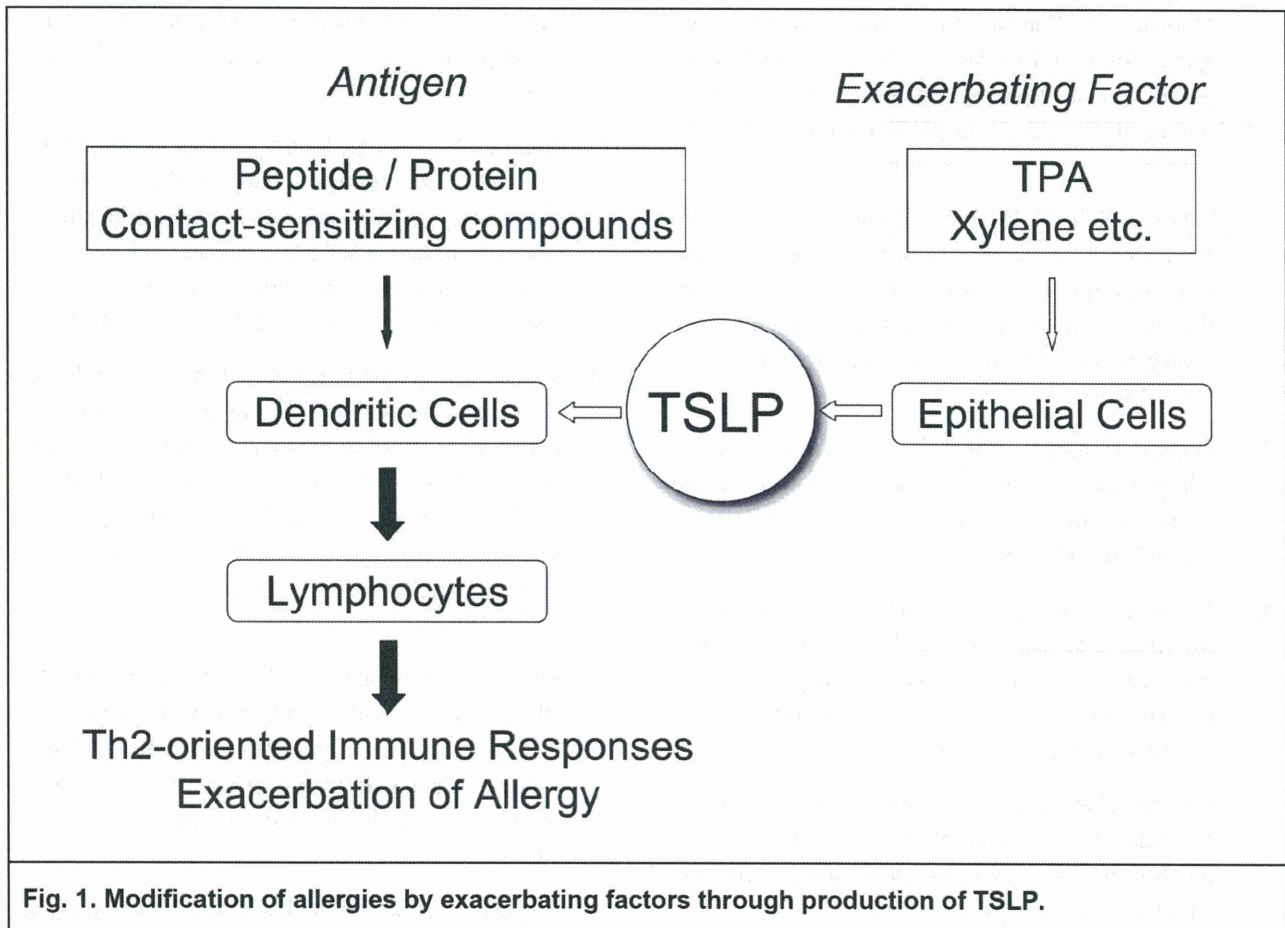 Antigen
Exacerbating Factor
Peptide / Protein
Contact-sensitizing compounds
TPA
Xylene etc.
Dendritic Cells
TSLP
Epithelial Cells
Lymphocytes
Th2-oriented Immune Responses
Exacerbation of Allergy
Fig. 1. Modification of allergies by exacerbating factors through production of TSLP.